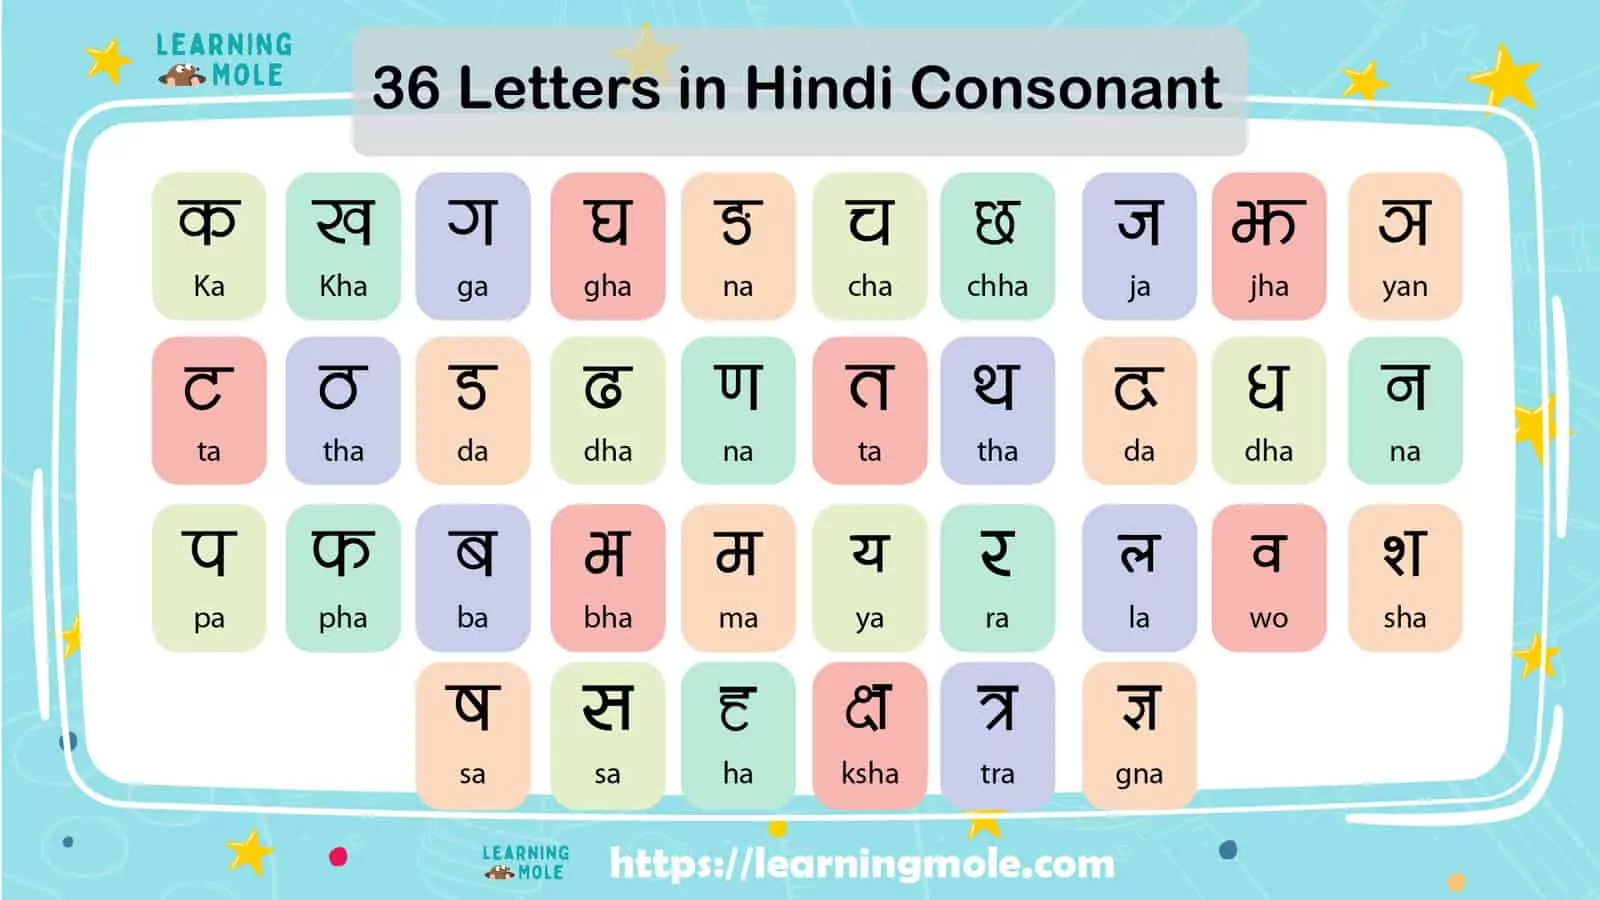 LEARNING
MOLE
36 Letters in Hindi Consonant
क ख ग घ ङ च छ ज झ ञ
Ka Kha ga gha na cha chha ja jha yan
ट ठ ड ढ ण त थ द ध न
ta tha da dha na ta tha da dha na
प फ ब भ म य र ल व श
pa pha ba bha ma ya ra la wo sha
ष स ह क्ष त्र ज्ञ
sa sa ha ksha tra gna
LEARNING
MOLE
https://learningmole.com